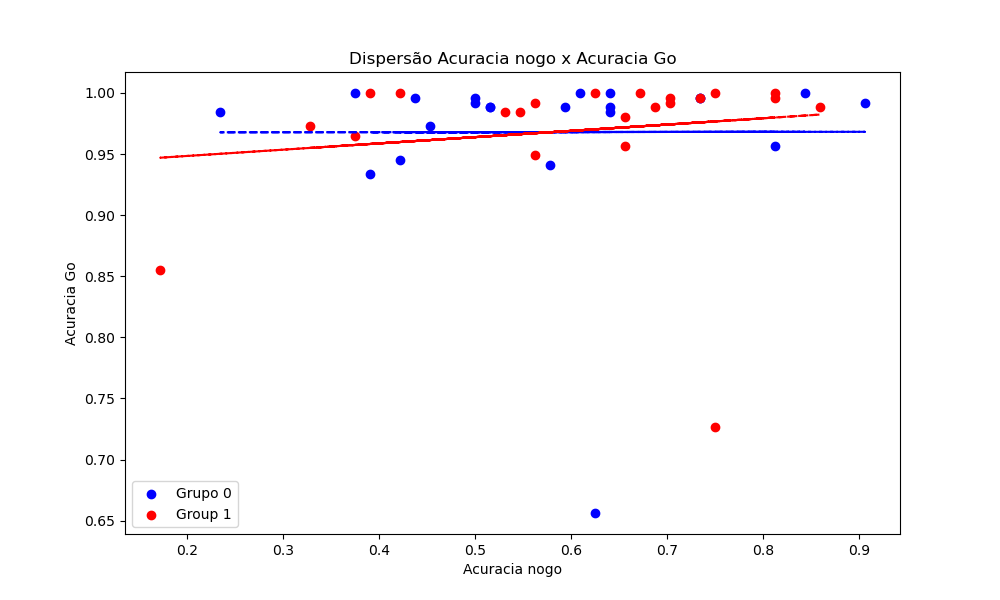 Dispersão Acuracia nogo x Acuracia Go
1.00
0.95
0.90
0.85
0.80
0.75
0.70
0.65
Acuracia Go
Grupo 0
Group 1
0.2 0.3 0.4 0.5 0.6 0.7 0.8 0.9
Acuracia nogo